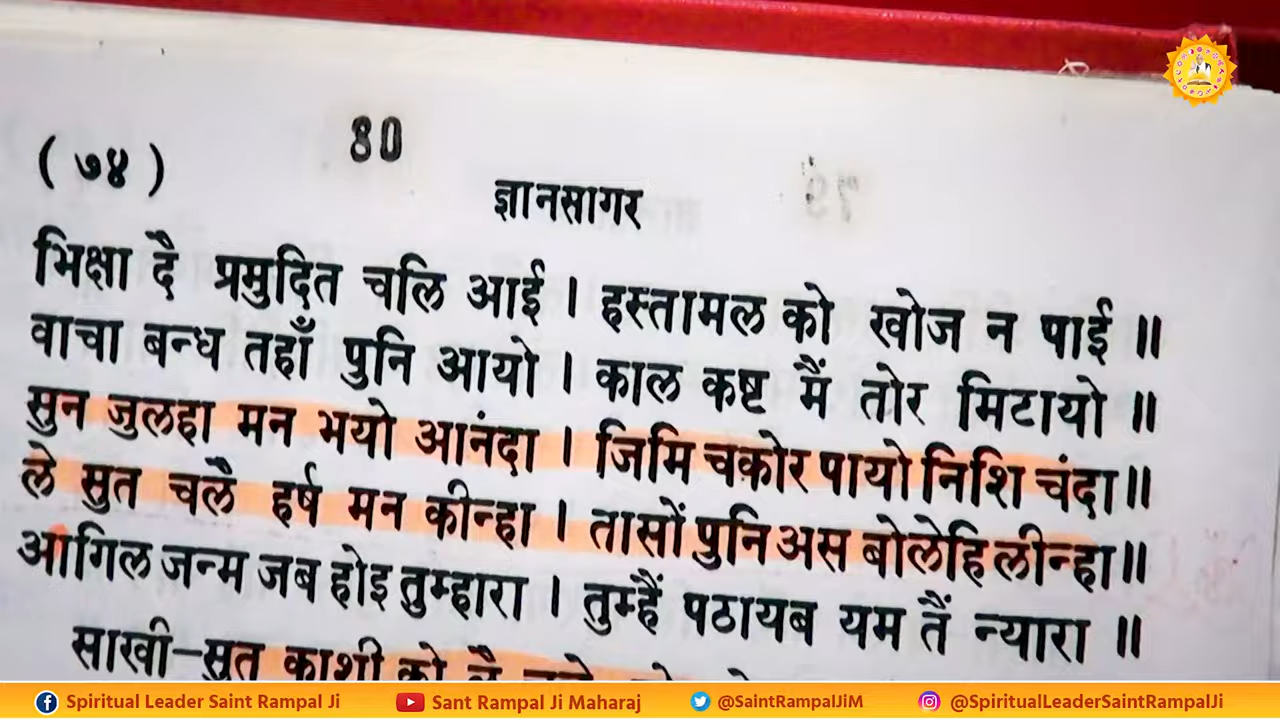 ( ७४ ) 80
ज्ञानसागर
भिक्षा दै प्रमुदित चलि आई । हस्तामल को खोज न पाई ॥
वाचा बन्ध तहाँ पुनि आयो । काल कष्ट मैं तोर मिटायो ॥
सुन जुलहा मन भयो आनंदा । जिमि चकोर पायो निशि चंदा॥
ले सुत चलै हर्ष मन कीन्हा । तासों पुनि अस बोलेहि लीन्हा॥
आगिल जन्म जब होइ तुम्हारा । तुम्हैं पठायब यम तैं न्यारा ॥
साखी–सुत काशी को
Spiritual Leader Saint Rampal Ji Sant Rampal Ji Maharaj @SaintRampalJiM @SpiritualLeaderSaintRampalJi